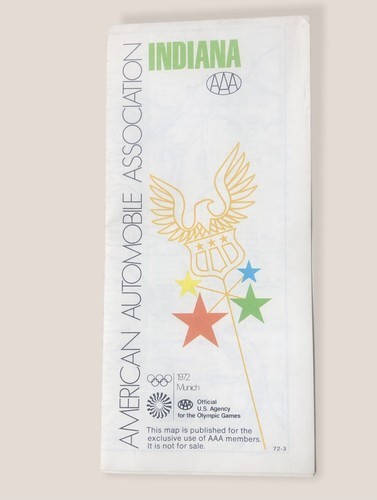 INDIANA
AAA
AMERICAN AUTOMOBILE ASSOCIATION
1972
Munich
AAA
Official
U.S. Agency
for the Olympic Games
This map is published for the
exclusive use of AAA members.
It is not for sale.
72-3